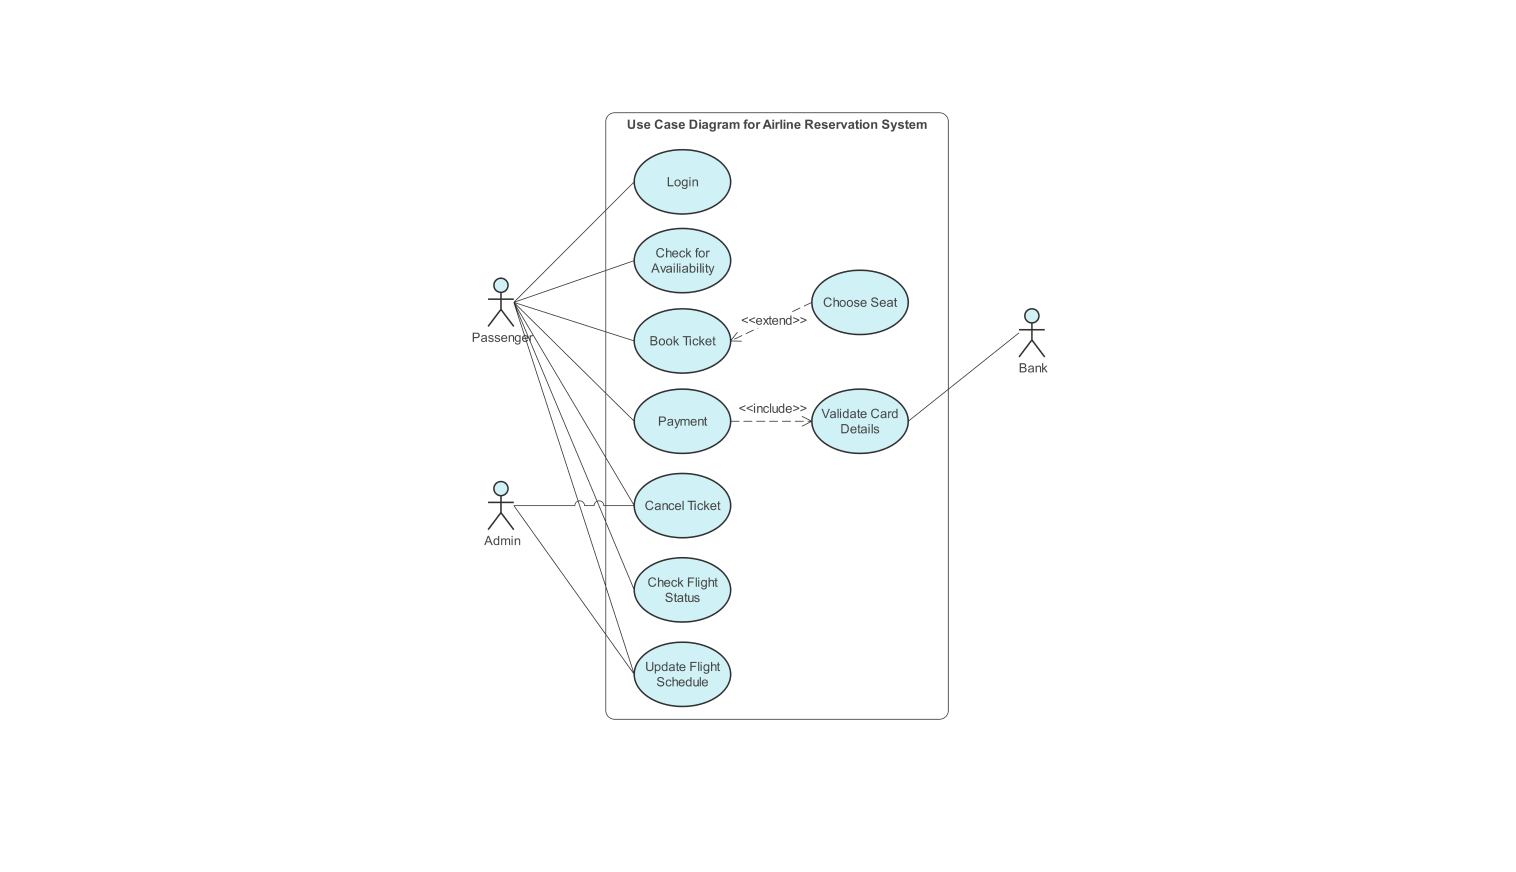 Use Case Diagram for Airline Reservation System
Login
Check for
Availiability
Choose Seat
<<extend>>
Book Ticket
Passenger
Bank
<<include>>
Payment
Validate Card
Details
Cancel Ticket
Admin
Check Flight
Status
Update Flight
Schedule